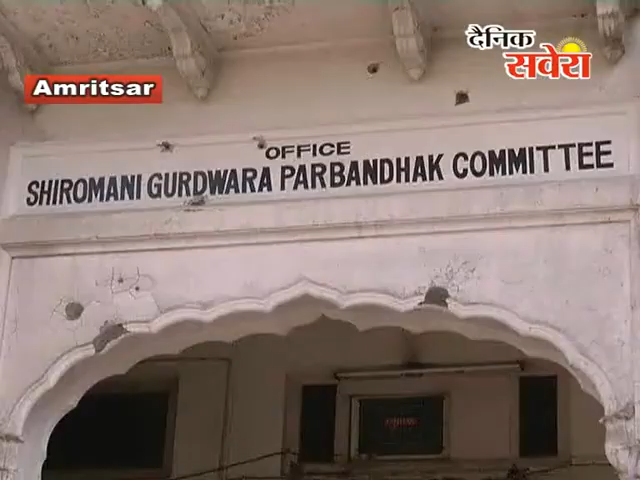 दैनिक
सवेरा
Amritsar
OFFICE
SHIROMANI GURDWARA PARBANDHAK COMMITTEE